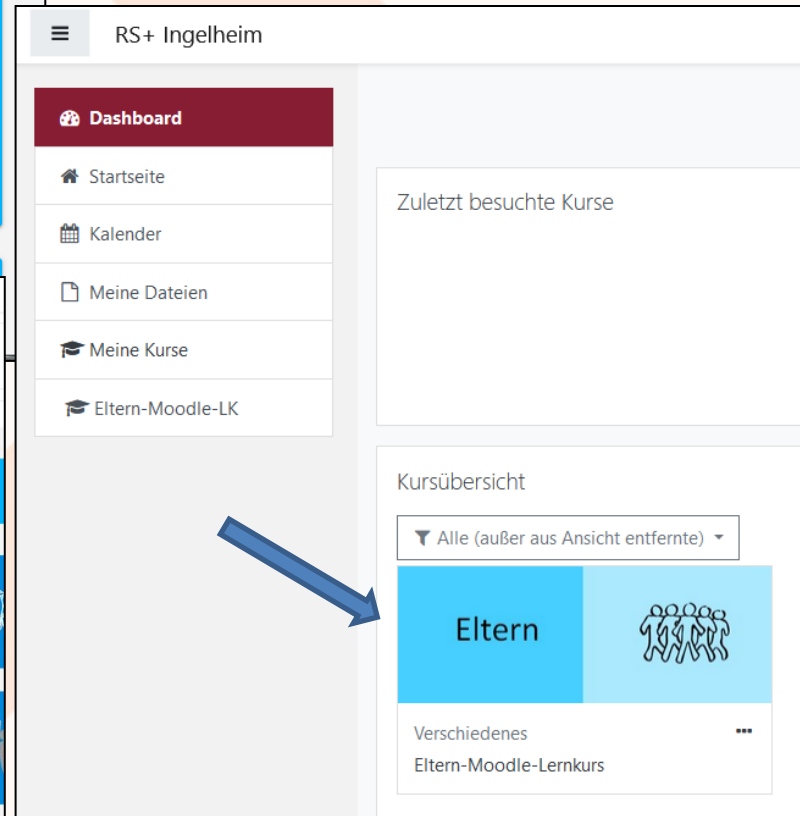 RS+ Ingelheim
Dashboard
Startseite
Kalender
Meine Dateien
Meine Kurse
Eltern-Moodle-LK
Zuletzt besuchte Kurse
Kursübersicht
Alle (außer aus Ansicht entfernte)
Eltern
Verschiedenes
Eltern-Moodle-Lernkurs